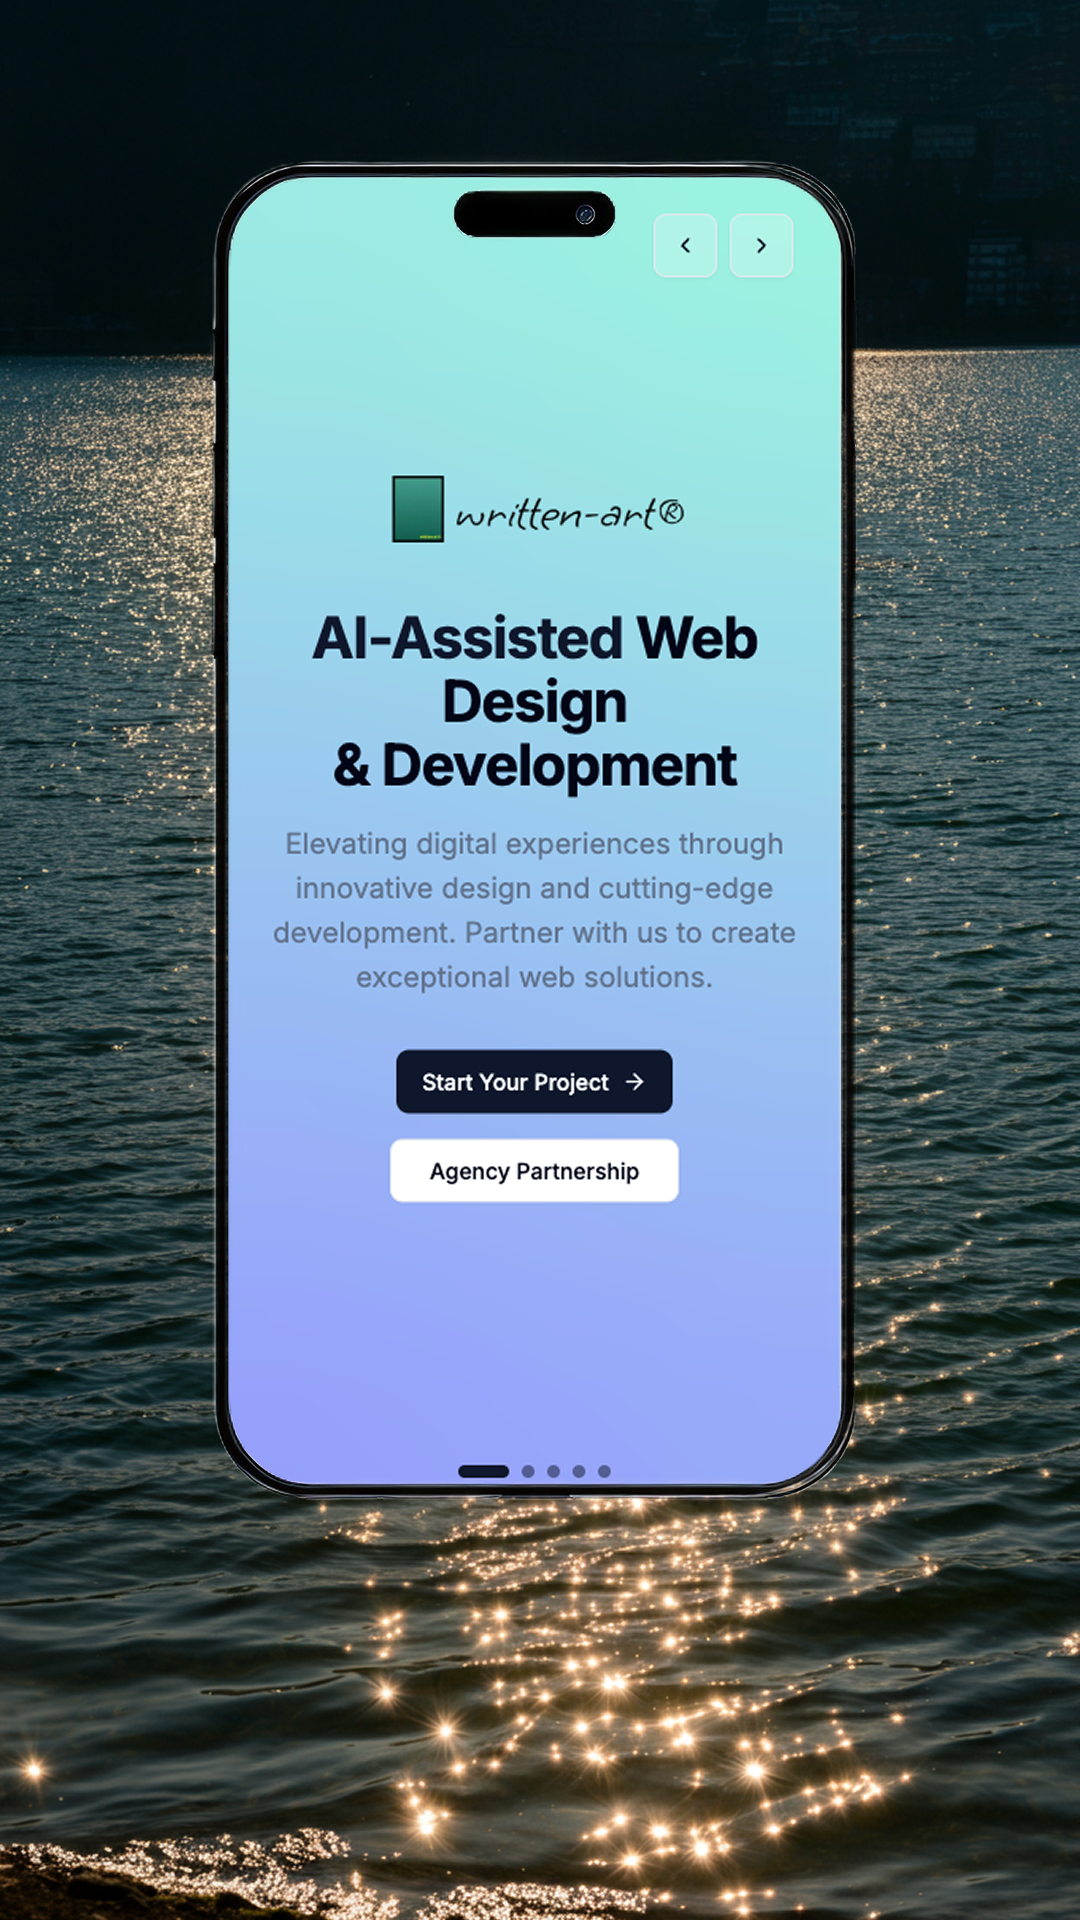 written-art®
AI-Assisted Web
Design
& Development
Elevating digital experiences through
innovative design and cutting-edge
development. Partner with us to create
exceptional web solutions.
Start Your Project →
Agency Partnership